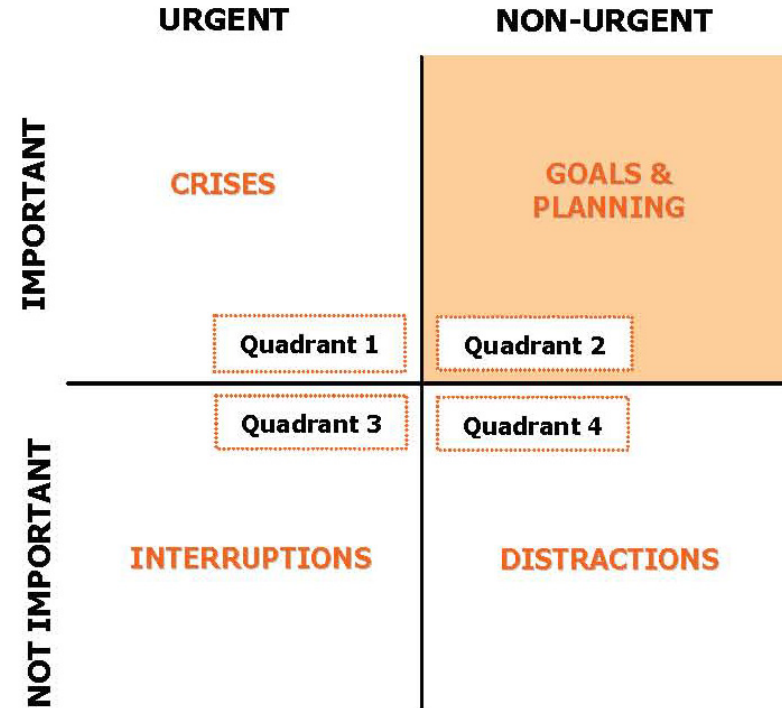 URGENT
NON-URGENT
IMPORTANT
CRISES
GOALS &
PLANNING
Quadrant 1
Quadrant 2
Quadrant 3
Quadrant 4
NOT IMPORTANT
INTERRUPTIONS
DISTRACTIONS